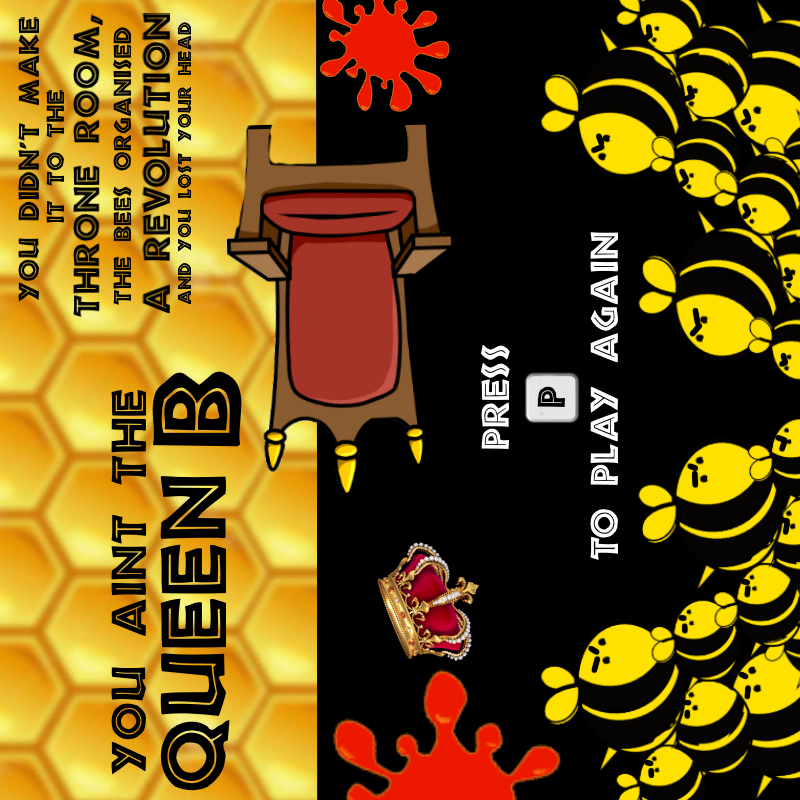 YOU AINT THE
QUEEN B
YOU DIDN'T MAKE
IT TO THE
THRONE ROOM,
THE BEES ORGANISED
A REVOLUTION
AND YOU LOST YOUR HEAD
PRESS
P
TO PLAY AGAIN